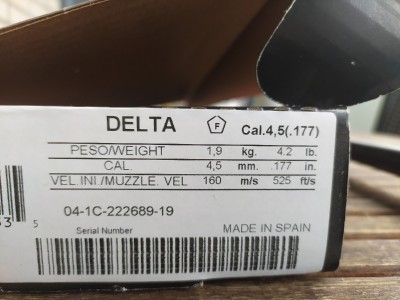 DELTA F Cal.4,5(.177)
PESO/WEIGHT 1,9 kg. 4.2 lb.
CAL. 4,5 mm. .177 in.
VEL INI./MUZZLE. VEL 160 m/s 525 ft/s
04-1C-222689-19
5
Serial Number MADE IN SPAIN